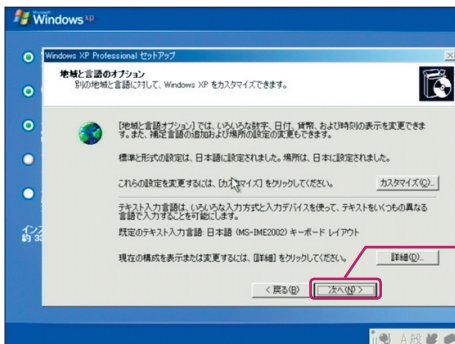 Windows xp
Windows XP Professional セットアップ
地域と言語のオプション
別の地域と言語に対して、Windows XP をカスタマイズできます。
[地域と言語オプション] では、いろいろな数字、日付、貨幣、および時刻の表示を変更できま
す。また、補足言語の追加および場所の設定の変更もできます。
標準と形式の設定は、日本語に設定されました。場所は、日本に設定されました。
これらの設定を変更するには、[カスタマイズ] をクリックしてください。
カスタマイズ(C)...
テキスト入力言語は、いろいろな入力方式と入力デバイスを使って、テキストをいくつもの異なる
言語で入力することを可能にします。
既定のテキスト入力言語: 日本語 (MS-IME2002) キーボード レイアウト
現在の構成を表示または変更するには、[詳細] をクリックしてください。
詳細(D)...
< 戻る(B)
次へ(N) >
インス
約 33
A 般